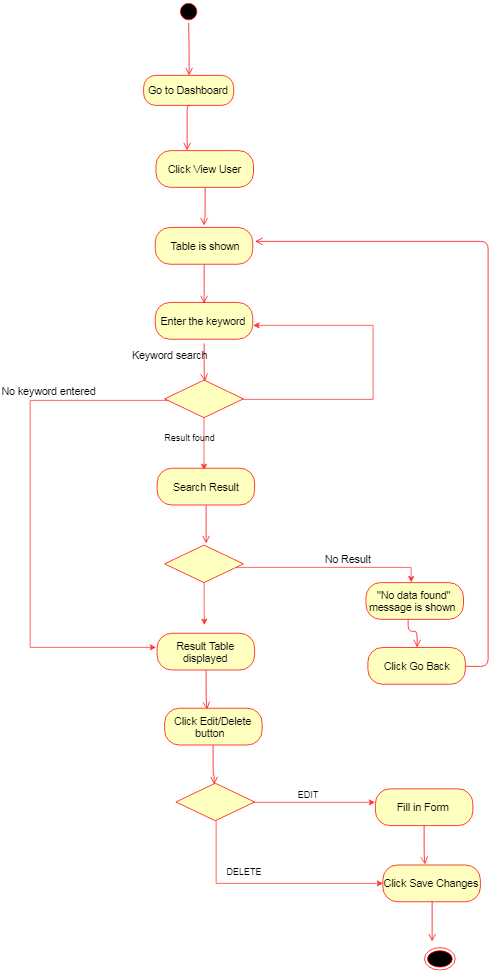 Go to Dashboard
Click View User
Table is shown
Enter the keyword
Keyword search
No keyword entered
Result found
Search Result
No Result
"No data found"
message is shown
Result Table
displayed
Click Go Back
Click Edit/Delete
button
EDIT
Fill in Form
DELETE
Click Save Changes